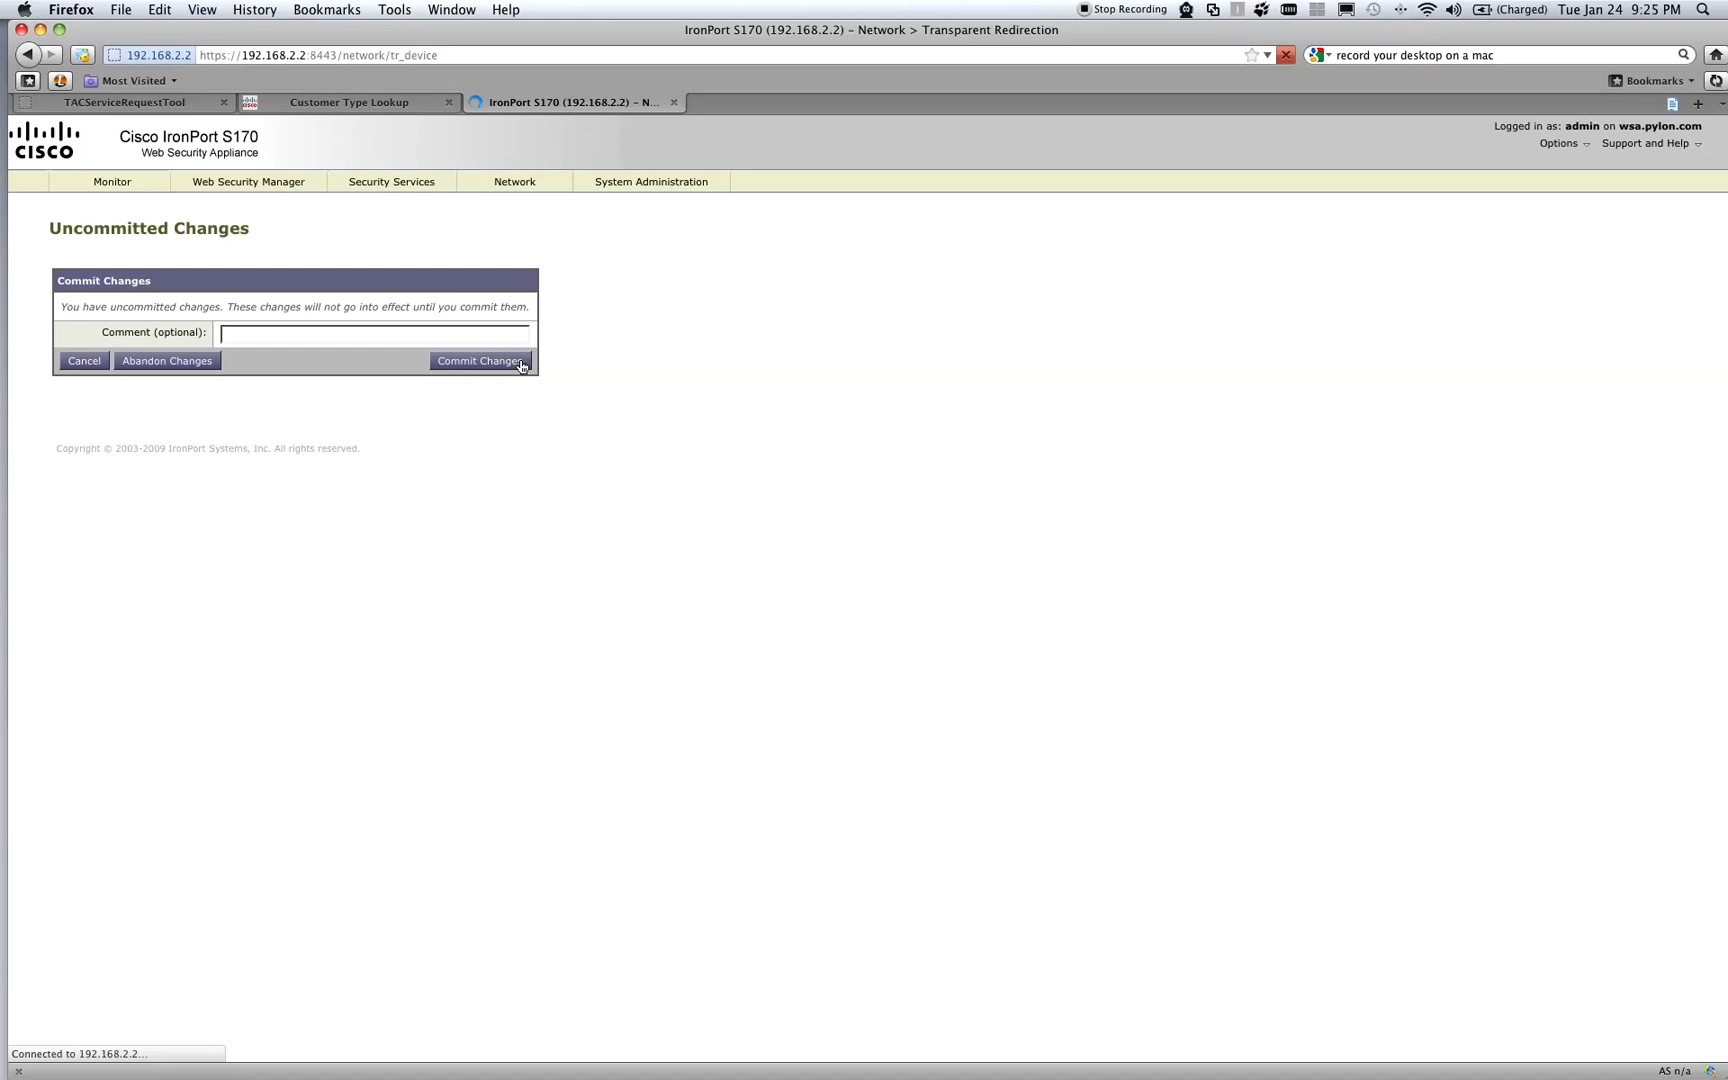 Firefox File Edit View History Bookmarks Tools Window Help Stop Recording (Charged) Tue Jan 24 9:25 PM
IronPort S170 (192.168.2.2) – Network > Transparent Redirection
192.168.2.2 https://192.168.2.2:8443/network/tr_device record your desktop on a mac
Most Visited Bookmarks
TACServiceRequestTool Customer Type Lookup IronPort S170 (192.168.2.2) – N...
CISCO
Cisco IronPort S170
Web Security Appliance
Logged in as: admin on wsa.pylon.com
Options Support and Help
Monitor Web Security Manager Security Services Network System Administration
Uncommitted Changes
Commit Changes
You have uncommitted changes. These changes will not go into effect until you commit them.
Comment (optional):
Cancel Abandon Changes Commit Changes
Copyright © 2003-2009 IronPort Systems, Inc. All rights reserved.
Connected to 192.168.2.2...
AS n/a